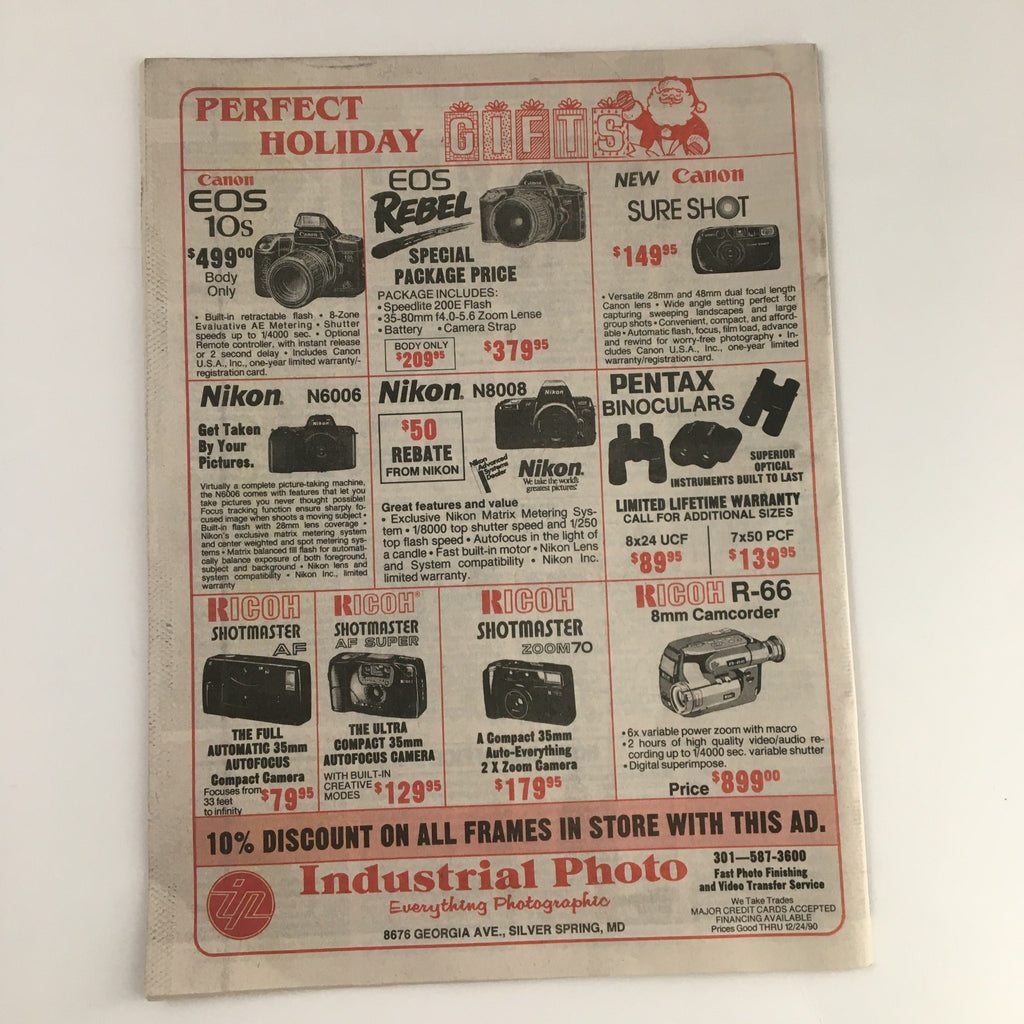 PERFECT
HOLIDAY GIFTS
Canon
EOS
10s
$49900
Body
Only
• Built-in retractable flash • 8-Zone
Evaluative AE Metering • Shutter
speeds up to 1/4000 sec. • Optional
Remote controller, with instant release
or 2 second delay • Includes Canon
U.S.A., Inc., one-year limited warranty/-
registration card.
EOS
REBEL
SPECIAL
PACKAGE PRICE
PACKAGE INCLUDES:
• Speedlite 200E Flash
• 35-80mm f4.0-5.6 Zoom Lense
• Battery • Camera Strap
BODY ONLY
$20995
$37995
NEW Canon
SURE SHOT
$14995
• Versatile 28mm and 48mm dual focal length
Canon lens • Wide angle setting perfect for
capturing sweeping landscapes and large
group shots • Convenient, compact, and afford-
able • Automatic flash, focus, film load, advance
and rewind for worry-free photography • In-
cludes Canon U.S.A., Inc., one-year limited
warranty/registration card.
Nikon. N6006
Get Taken
By Your
Pictures.
Nikon
Virtually a complete picture-taking machine,
the N6006 comes with features that let you
take pictures you never thought possible!
Focus tracking function ensure sharply fo-
cused image when shoots a moving subject •
Built-in flash with 28mm lens coverage •
Nikon's exclusive matrix metering system
and center weighted and spot metering sys-
tems • Matrix balanced fill flash for automati-
cally balance exposure of both foreground,
subject and background • Nikon lens and
system compatibility • Nikon Inc., limited
warranty
Nikon. N8008
Nikon
$50
REBATE
FROM NIKON
Nikon
Advanced
Systems
Dealer
Nikon.
We take the world's
greatest pictures.
Great features and value
• Exclusive Nikon Matrix Metering Sys-
tem • 1/8000 top shutter speed and 1/250
top flash speed • Autofocus in the light of
a candle • Fast built-in motor • Nikon Lens
and System compatibility • Nikon Inc.
limited warranty.
PENTAX
BINOCULARS
SUPERIOR
OPTICAL
INSTRUMENTS BUILT TO LAST
LIMITED LIFETIME WARRANTY
CALL FOR ADDITIONAL SIZES
8x24 UCF
$8995
7x50 PCF
$13995
RICOH
SHOTMASTER
AF
THE FULL
AUTOMATIC 35mm
AUTOFOCUS
Compact Camera
Focuses from
33 feet
to infinity
$7995
RICOH®
SHOTMASTER
AF SUPER
THE ULTRA
COMPACT 35mm
AUTOFOCUS CAMERA
WITH BUILT-IN
CREATIVE
MODES
$12995
RICOH
SHOTMASTER
ZOOM70
A Compact 35mm
Auto-Everything
2 X Zoom Camera
$17995
RICOH R-66
8mm Camcorder
• 6x variable power zoom with macro
• 2 hours of high quality video/audio re-
cording up to 1/4000 sec. variable shutter
• Digital superimpose.
Price $89900
10% DISCOUNT ON ALL FRAMES IN STORE WITH THIS AD.
ip
Industrial Photo
Everything Photographic
8676 GEORGIA AVE., SILVER SPRING, MD
301—587-3600
Fast Photo Finishing
and Video Transfer Service
We Take Trades
MAJOR CREDIT CARDS ACCEPTED
FINANCING AVAILABLE
Prices Good THRU 12/24/90